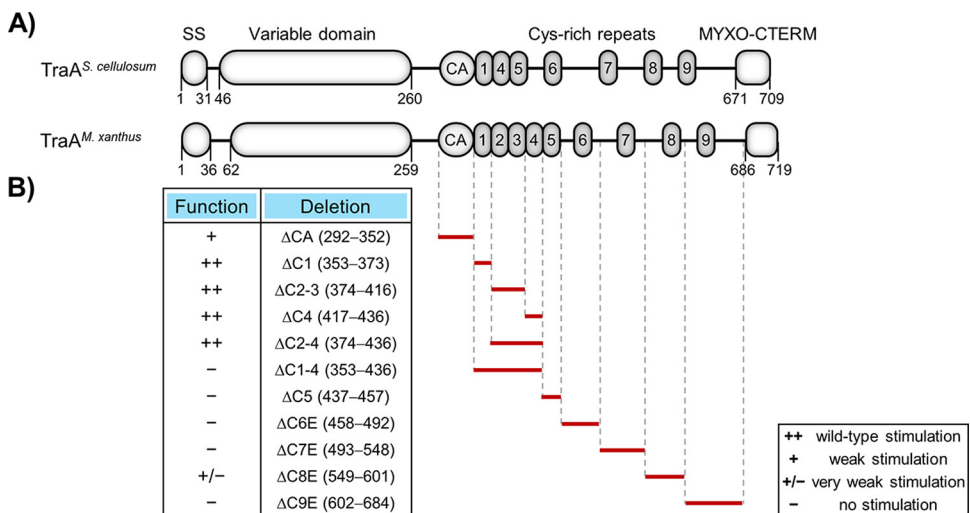 A)
SS Variable domain Cys-rich repeats MYXO-CTERM
TraA S. cellulosum CA 1 4 5 6 7 8 9
1 31 46 260 671 709
TraA M. xanthus CA 1 2 3 4 5 6 7 8 9
1 36 62 259 686 719
B)
Function Deletion
+ ΔCA (292–352)
++ ΔC1 (353–373)
++ ΔC2-3 (374–416)
++ ΔC4 (417–436)
++ ΔC2-4 (374–436)
– ΔC1-4 (353–436)
– ΔC5 (437–457)
– ΔC6E (458–492)
– ΔC7E (493–548)
+/– ΔC8E (549–601)
– ΔC9E (602–684)
++ wild-type stimulation
+ weak stimulation
+/– very weak stimulation
– no stimulation